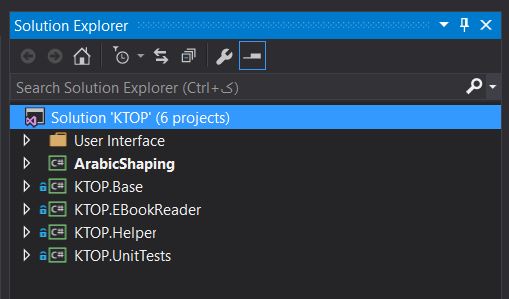 Solution Explorer
Search Solution Explorer (Ctrl+ک)
Solution 'KTOP' (6 projects)
User Interface
C# ArabicShaping
C# KTOP.Base
C# KTOP.EBookReader
C# KTOP.Helper
C# KTOP.UnitTests